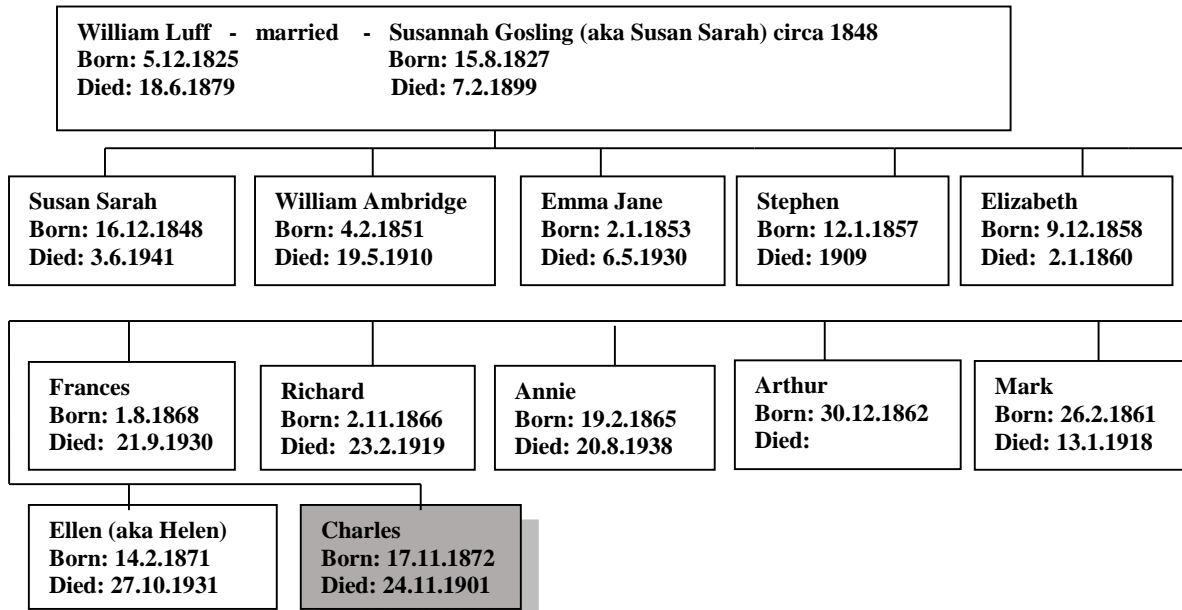 William Luff - married - Susannah Gosling (aka Susan Sarah) circa 1848
Born: 5.12.1825 Born: 15.8.1827
Died: 18.6.1879 Died: 7.2.1899
Susan Sarah
Born: 16.12.1848
Died: 3.6.1941
William Ambridge
Born: 4.2.1851
Died: 19.5.1910
Emma Jane
Born: 2.1.1853
Died: 6.5.1930
Stephen
Born: 12.1.1857
Died: 1909
Elizabeth
Born: 9.12.1858
Died: 2.1.1860
Frances
Born: 1.8.1868
Died: 21.9.1930
Richard
Born: 2.11.1866
Died: 23.2.1919
Annie
Born: 19.2.1865
Died: 20.8.1938
Arthur
Born: 30.12.1862
Died:
Mark
Born: 26.2.1861
Died: 13.1.1918
Ellen (aka Helen)
Born: 14.2.1871
Died: 27.10.1931
Charles
Born: 17.11.1872
Died: 24.11.1901